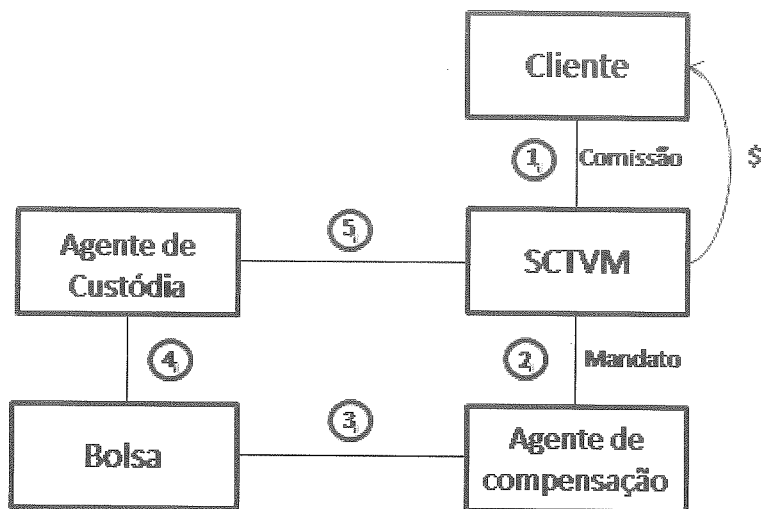 Cliente
1
Comissão
$
5
Agente de
Custódia
SCTVM
4
2
Mandato
3
Bolsa
Agente de
compensação